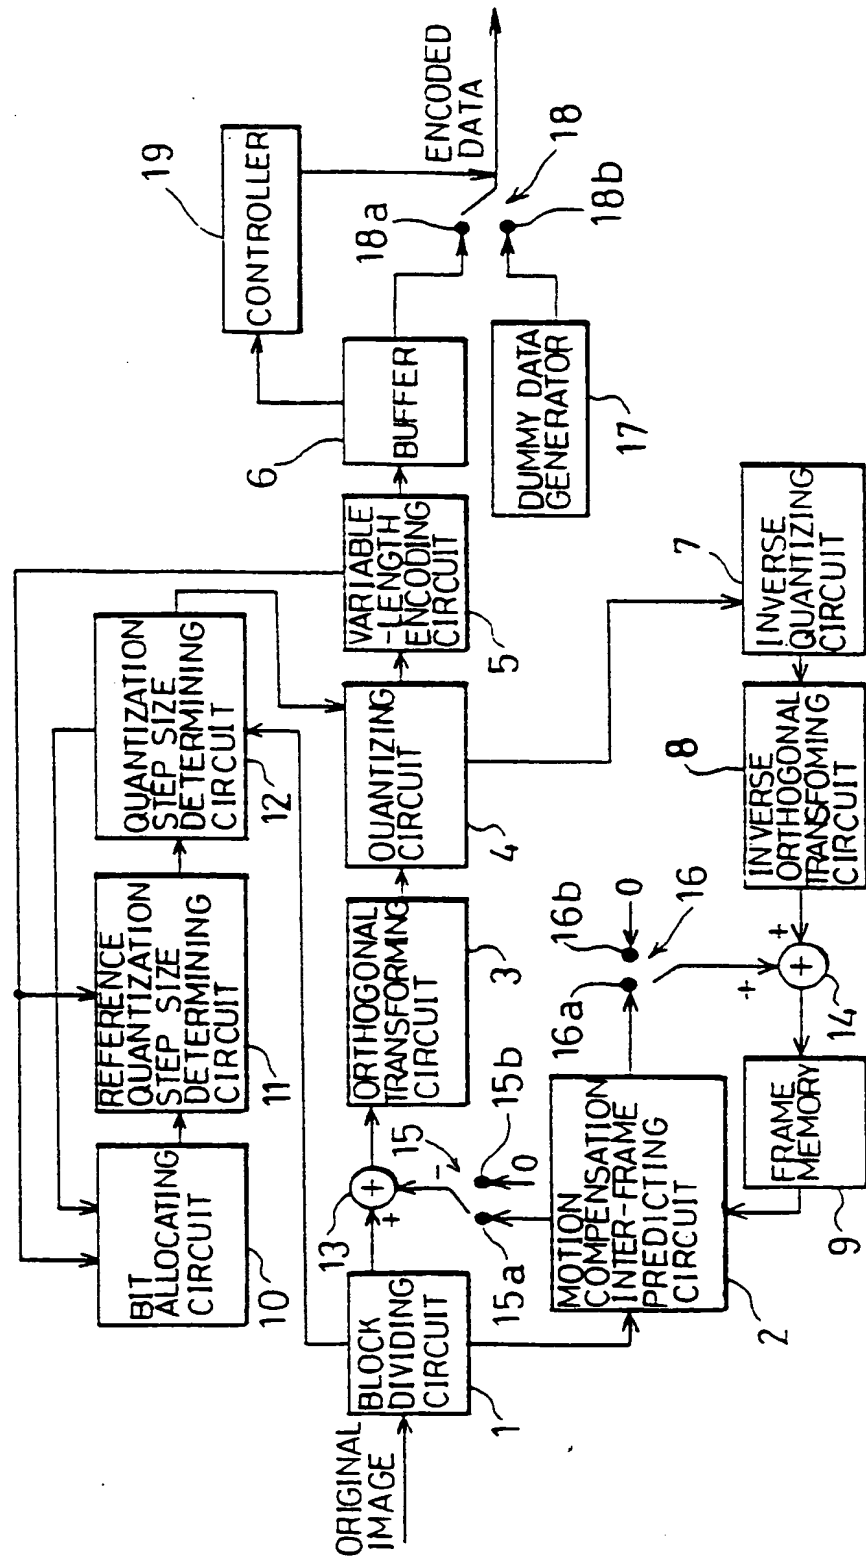 ORIGINAL
IMAGE
BLOCK
DIVIDING
CIRCUIT
1
BIT
ALLOCATING
CIRCUIT
10
REFERENCE
QUANTIZATION
STEP SIZE
DETERMINING
CIRCUIT
11
QUANTIZATION
STEP SIZE
DETERMINING
CIRCUIT
12
13
+
+
-
15
15a
15b
0
ORTHOGONAL
TRANSFORMING
CIRCUIT
3
QUANTIZING
CIRCUIT
4
VARIABLE
-LENGTH
ENCODING
CIRCUIT
5
BUFFER
6
CONTROLLER
19
18a
18b
18
ENCODED
DATA
DUMMY DATA
GENERATOR
17
MOTION
COMPENSATION
INTER-FRAME
PREDICTING
CIRCUIT
2
16a
16b
0
16
+
+
+
14
FRAME
MEMORY
9
INVERSE
ORTHOGONAL
TRANSFOMING
CIRCUIT
8
INVERSE
QUANTIZING
CIRCUIT
7